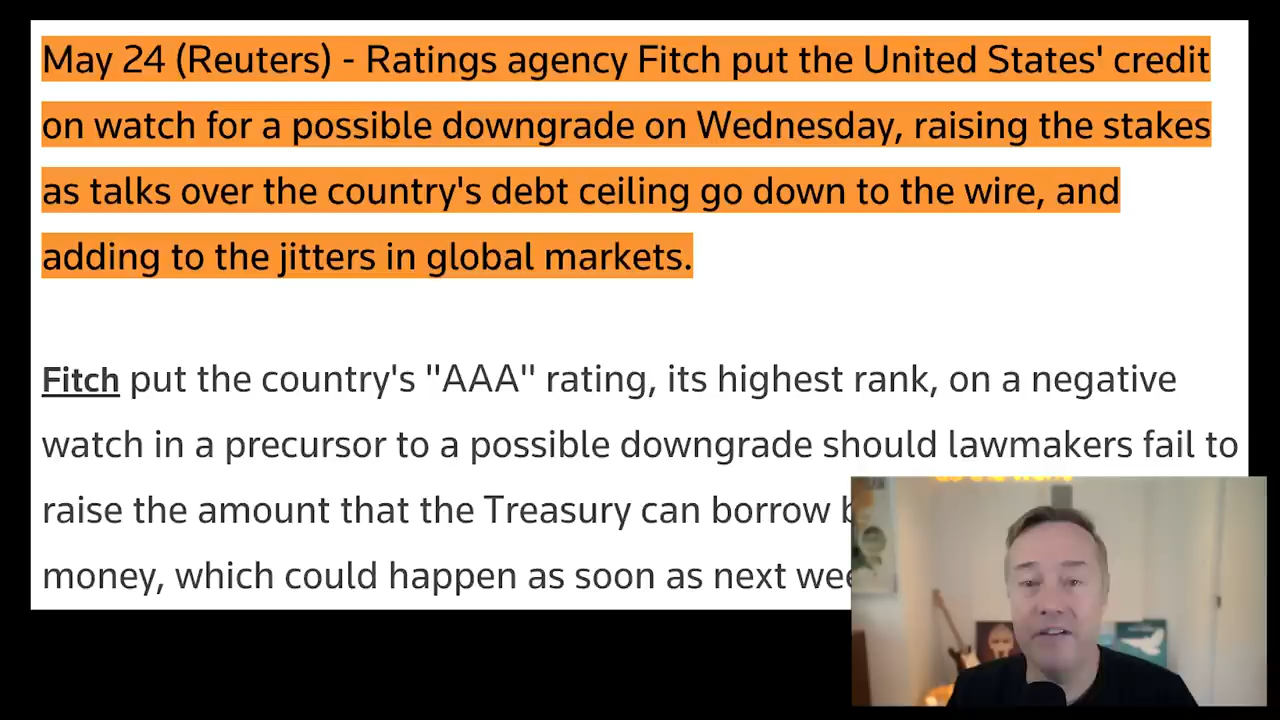 May 24 (Reuters) - Ratings agency Fitch put the United States' credit
on watch for a possible downgrade on Wednesday, raising the stakes
as talks over the country's debt ceiling go down to the wire, and
adding to the jitters in global markets.
Fitch put the country's "AAA" rating, its highest rank, on a negative
watch in a precursor to a possible downgrade should lawmakers fail to
raise the amount that the Treasury can borrow
money, which could happen as soon as next